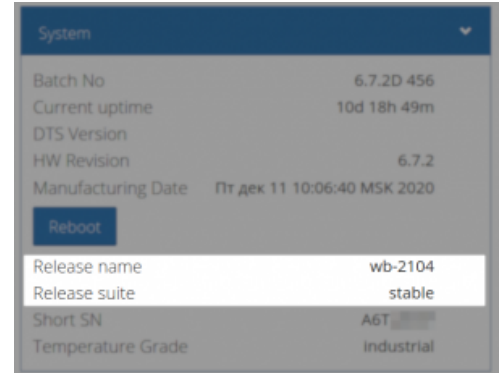 System
Batch No 6.7.2D 456
Current uptime 10d 18h 49m
DTS Version
HW Revision 6.7.2
Manufacturing Date Пт дек 11 10:06:40 MSK 2020
Reboot
Release name wb-2104
Release suite stable
Short SN A6T
Temperature Grade industrial